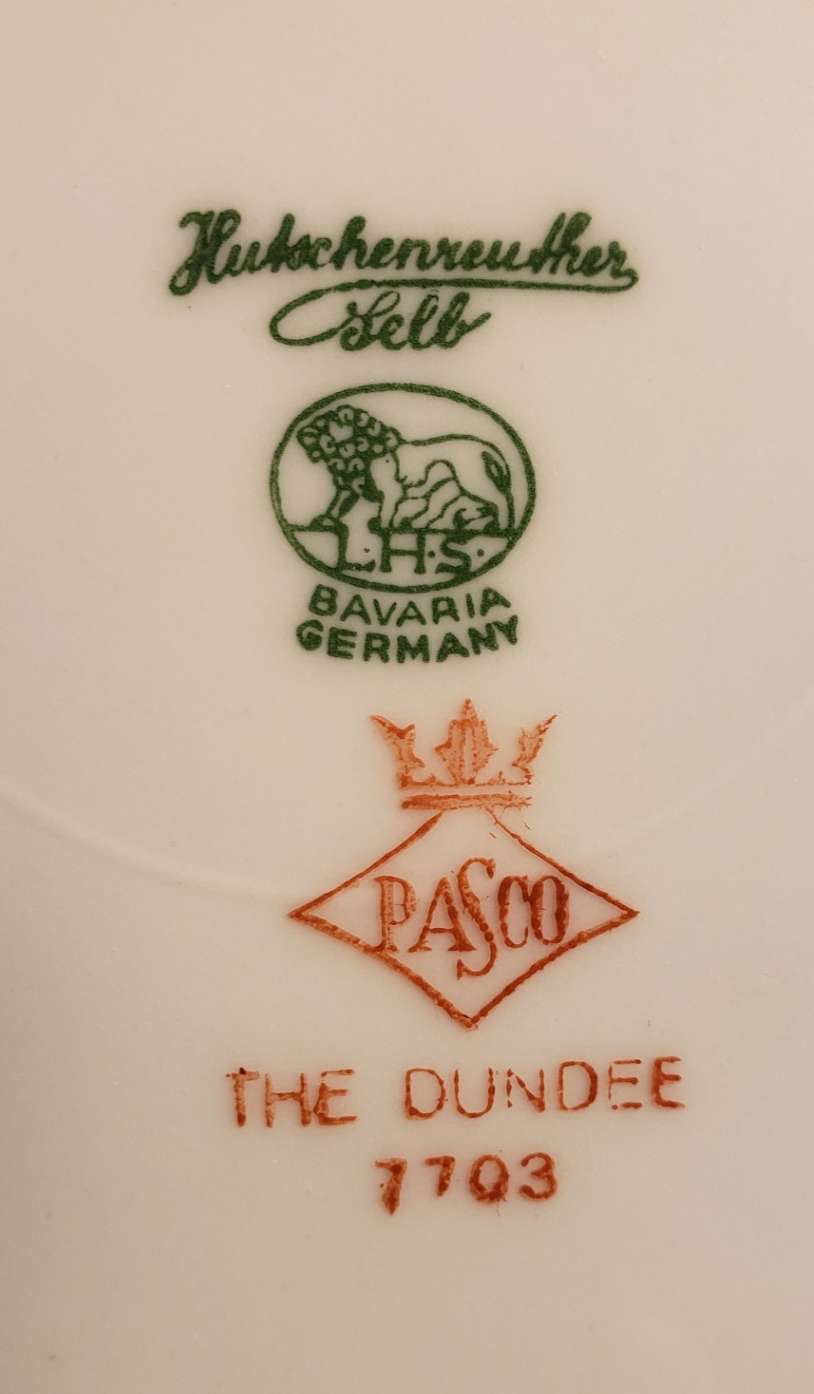 Hutschenreuther
Selb
L·H·S·
BAVARIA
GERMANY
PASCO
THE DUNDEE
7703